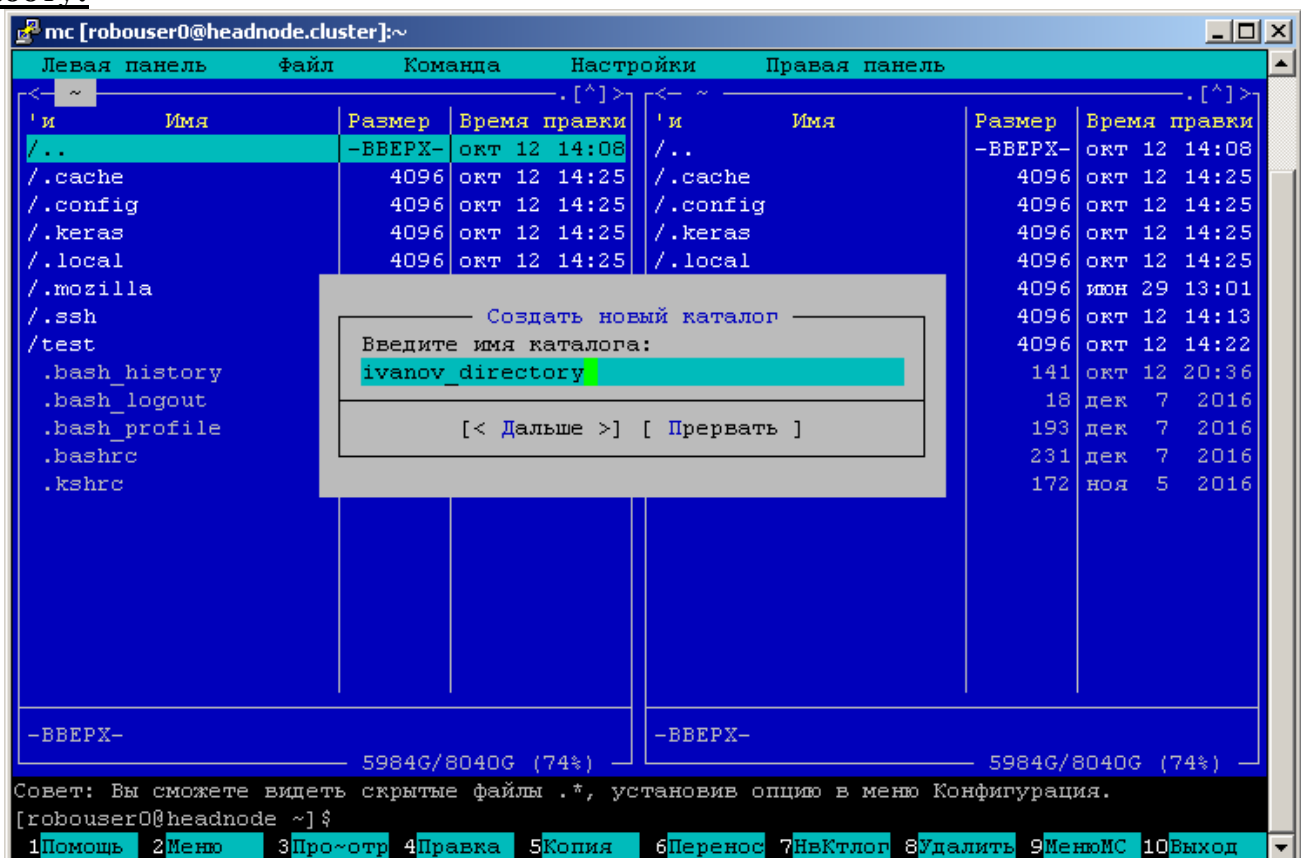 mc [robouser0@headnode.cluster]:~
Левая панель Файл Команда Настройки Правая панель
<- ~ .[^]> <- ~ .[^]>
'и Имя Размер Время правки 'и Имя Размер Время правки
/.. -ВВЕРХ- окт 12 14:08 /.. -ВВЕРХ- окт 12 14:08
/.cache 4096 окт 12 14:25 /.cache 4096 окт 12 14:25
/.config 4096 окт 12 14:25 /.config 4096 окт 12 14:25
/.keras 4096 окт 12 14:25 /.keras 4096 окт 12 14:25
/.local 4096 окт 12 14:25 /.local 4096 окт 12 14:25
/.mozilla 4096 июн 29 13:01
/.ssh Создать новый каталог 4096 окт 12 14:13
/test Введите имя каталога: 4096 окт 12 14:22
.bash_history ivanov_directory 141 окт 12 20:36
.bash_logout 18 дек 7 2016
.bash_profile [< Дальше >] [ Прервать ] 193 дек 7 2016
.bashrc 231 дек 7 2016
.kshrc 172 ноя 5 2016
-ВВЕРХ- -ВВЕРХ-
5984G/8040G (74%) 5984G/8040G (74%)
Совет: Вы сможете видеть скрытые файлы .*, установив опцию в меню Конфигурация.
[robouser0@headnode ~]$
1Помощь 2Меню 3Про~отр 4Правка 5Копия 6Перенос 7НвКтлог 8Удалить 9МенюМС 10Выход